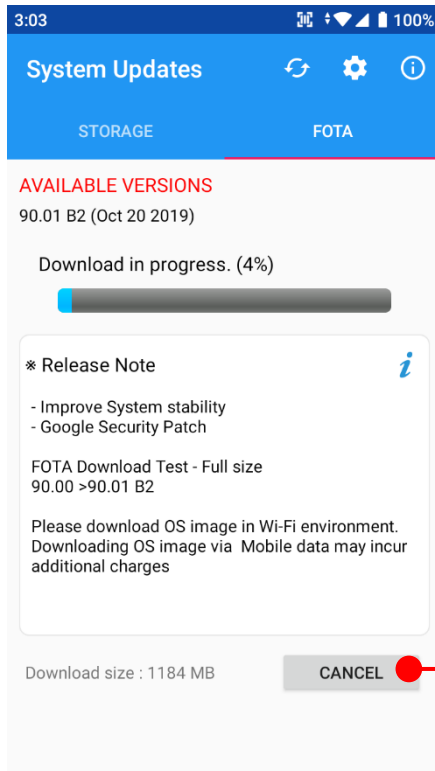 3:03 100%
System Updates
STORAGE FOTA
AVAILABLE VERSIONS
90.01 B2 (Oct 20 2019)
Download in progress. (4%)
※ Release Note
- Improve System stability
- Google Security Patch
FOTA Download Test - Full size
90.00 >90.01 B2
Please download OS image in Wi-Fi environment.
Downloading OS image via  Mobile data may incur
additional charges
Download size : 1184 MB CANCEL